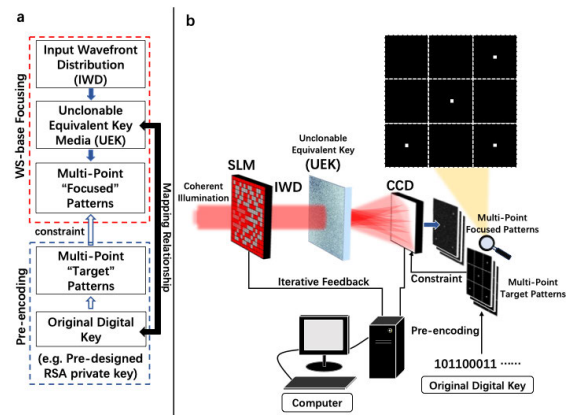 a
Input Wavefront
Distribution
(IWD)
Unclonable
Equivalent Key
Media (UEK)
Multi-Point
“Focused”
Patterns
constraint
Multi-Point
“Target”
Patterns
Original Digital
Key
(e.g. Pre-designed
RSA private key)
WS-base Focusing
Pre-encoding
Mapping Relationship
b
SLM
IWD
Unclonable
Equivalent Key
(UEK)
CCD
Coherent
Illumination
Multi-Point
Focused Patterns
Constraint
Multi-Point
Target Patterns
Iterative Feedback
Pre-encoding
101100011 ······
Original Digital Key
Computer